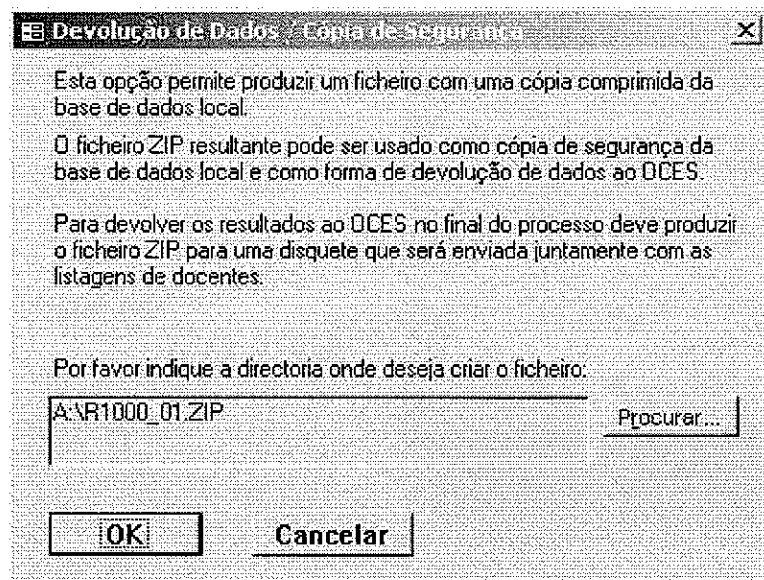 Devolução de Dados / Cópia de Segurança
Esta opção permite produzir um ficheiro com uma cópia comprimida da
base de dados local.
O ficheiro ZIP resultante pode ser usado como cópia de segurança da
base de dados local e como forma de devolução de dados ao OCES.
Para devolver os resultados ao OCES no final do processo deve produzir
o ficheiro ZIP para uma disquete que será enviada juntamente com as
listagens de docentes.
Por favor indique a directoria onde deseja criar o ficheiro:
A:\R1000_01.ZIP
Procurar...
OK
Cancelar